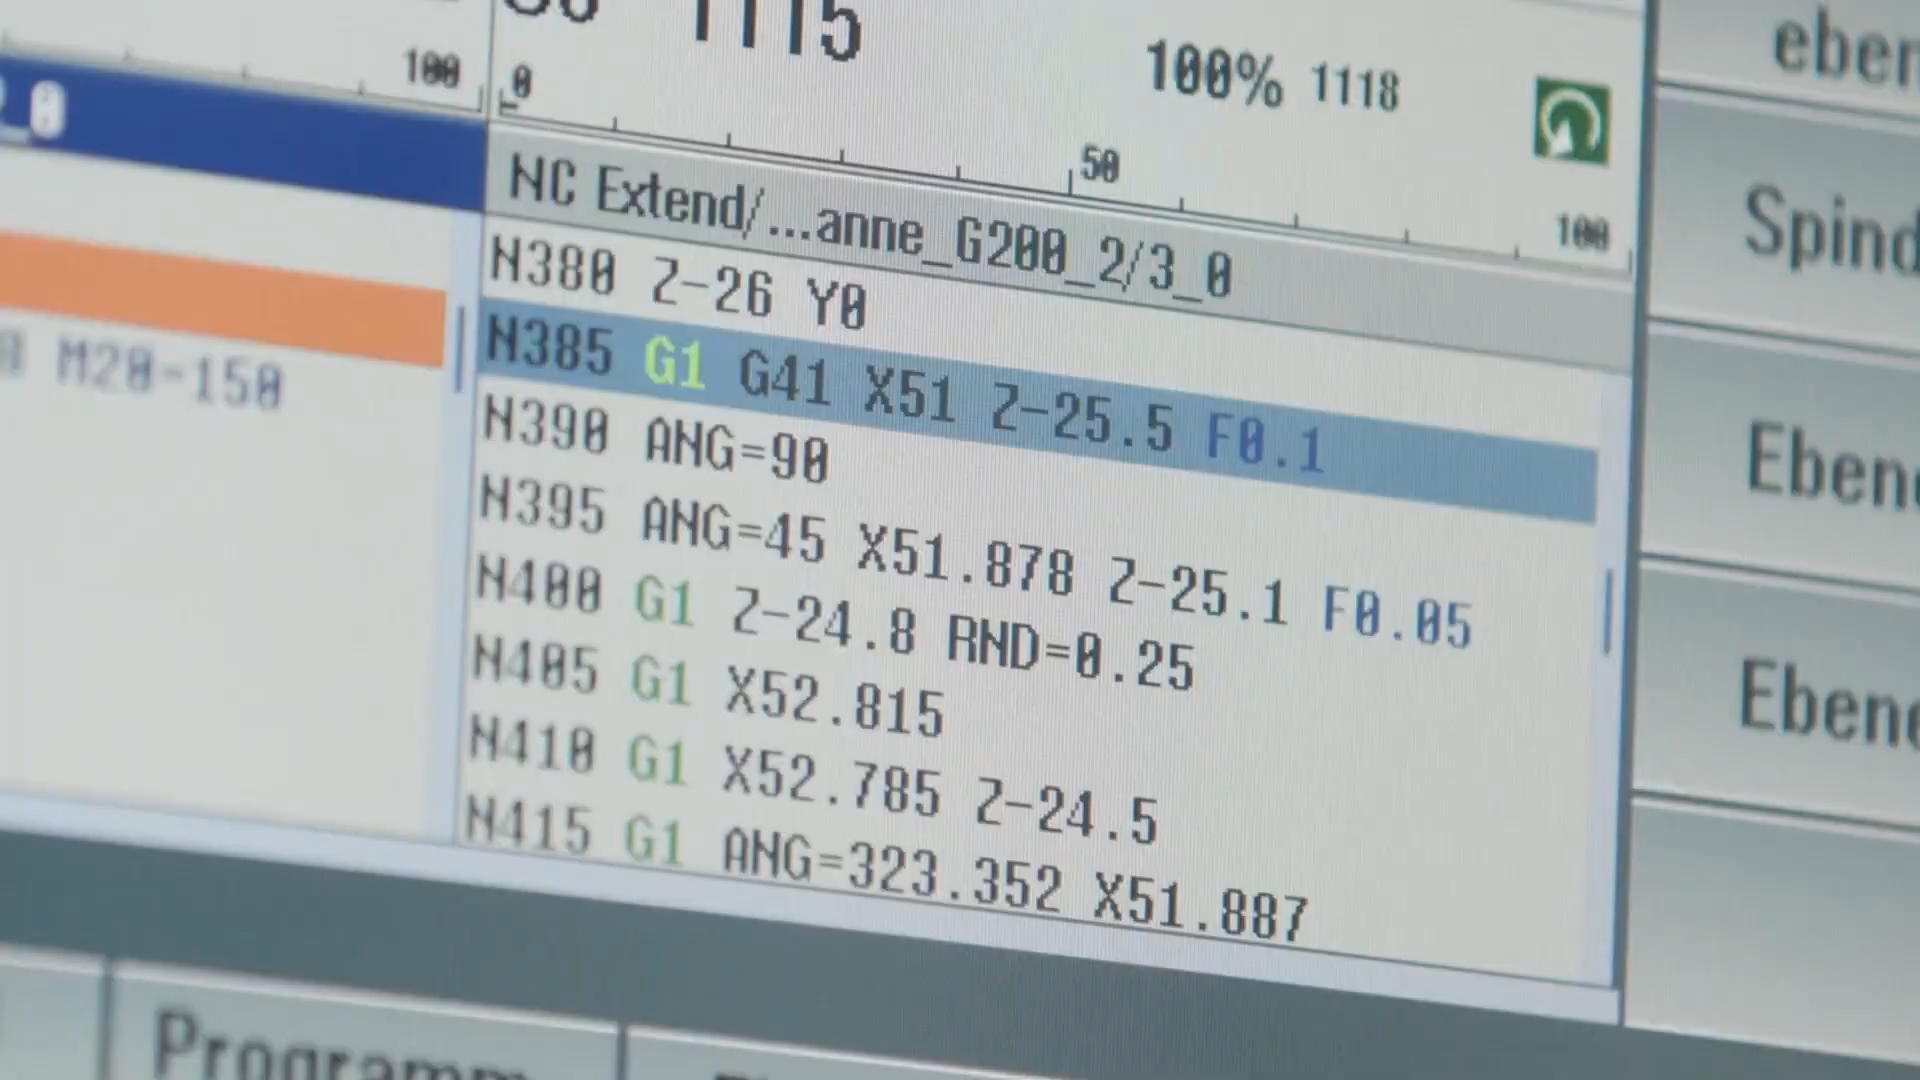 1115
100% 1118
100
0
50
100
_0
NC Extend/...anne_G200_2/3_0
N380 Z-26 Y0
N385 G1 G41 X51 Z-25.5 F0.1
N390 ANG=90
N395 ANG=45 X51.878 Z-25.1 F0.05
N400 G1 Z-24.8 RND=0.25
N405 G1 X52.815
N410 G1 X52.785 Z-24.5
N415 G1 ANG=323.352 X51.887
M20-150
eben
Spind
Eben
Ebene
Programm